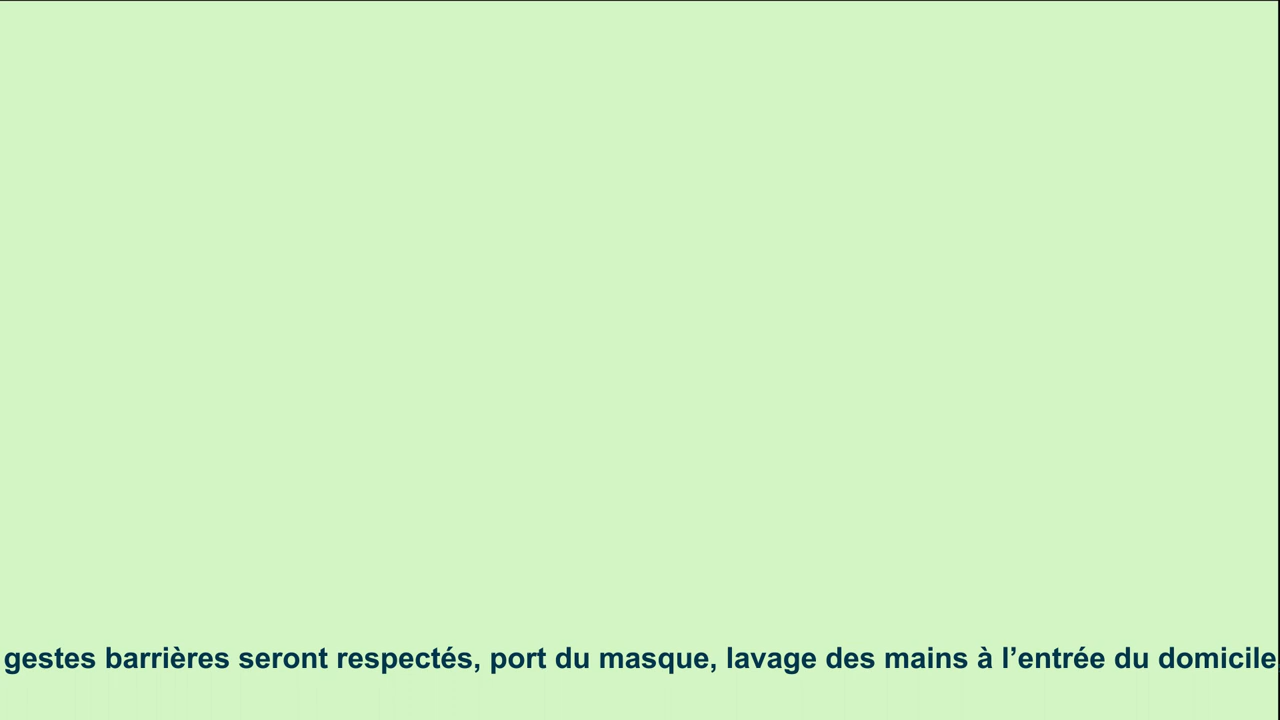 gestes barrières seront respectés, port du masque, lavage des mains à l’entrée du domicile